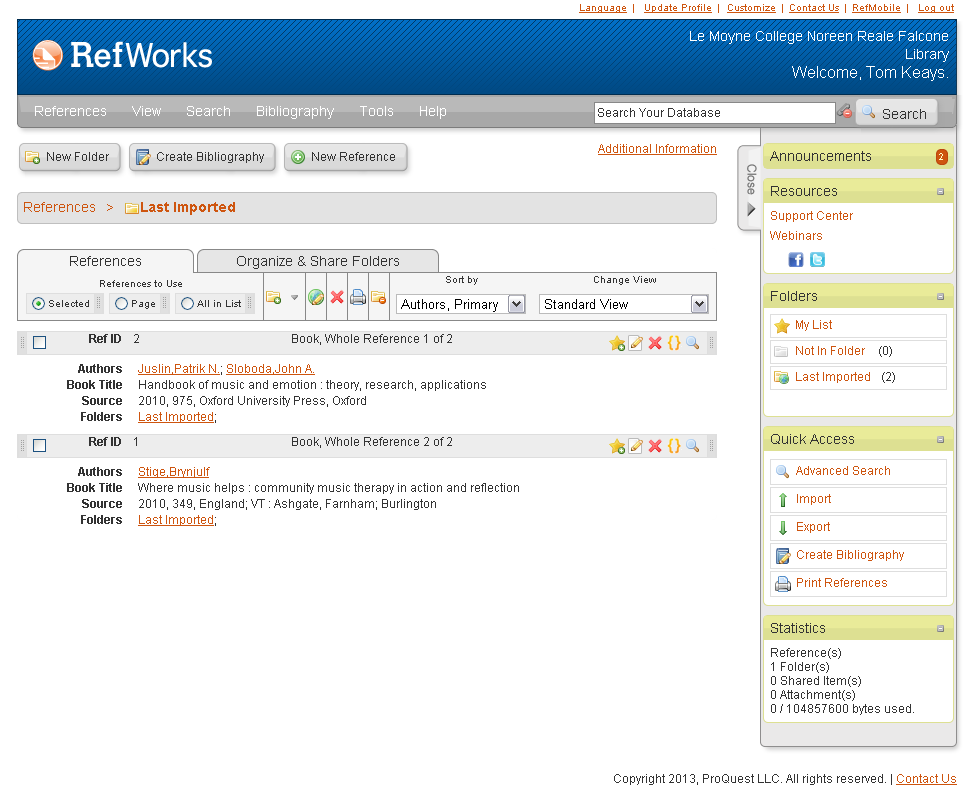 Language | Update Profile | Customize | Contact Us | RefMobile | Log out
RefWorks
Le Moyne College Noreen Reale Falcone
Library
Welcome, Tom Keays.
References View Search Bibliography Tools Help
Search Your Database
Search
New Folder
Create Bibliography
New Reference
Additional Information
References > Last Imported
References
Organize & Share Folders
References to Use
Selected
Page
All in List
Sort by
Authors, Primary
Change View
Standard View
Ref ID 2 Book, Whole Reference 1 of 2
Authors Juslin,Patrik N.; Sloboda,John A.
Book Title Handbook of music and emotion : theory, research, applications
Source 2010, 975, Oxford University Press, Oxford
Folders Last Imported;
Ref ID 1 Book, Whole Reference 2 of 2
Authors Stige,Brynjulf
Book Title Where music helps : community music therapy in action and reflection
Source 2010, 349, England; VT : Ashgate, Farnham; Burlington
Folders Last Imported;
Close
Announcements 2
Resources
Support Center
Webinars
Folders
My List
Not In Folder (0)
Last Imported (2)
Quick Access
Advanced Search
Import
Export
Create Bibliography
Print References
Statistics
Reference(s)
1 Folder(s)
0 Shared Item(s)
0 Attachment(s)
0 / 104857600 bytes used.
Copyright 2013, ProQuest LLC. All rights reserved. | Contact Us